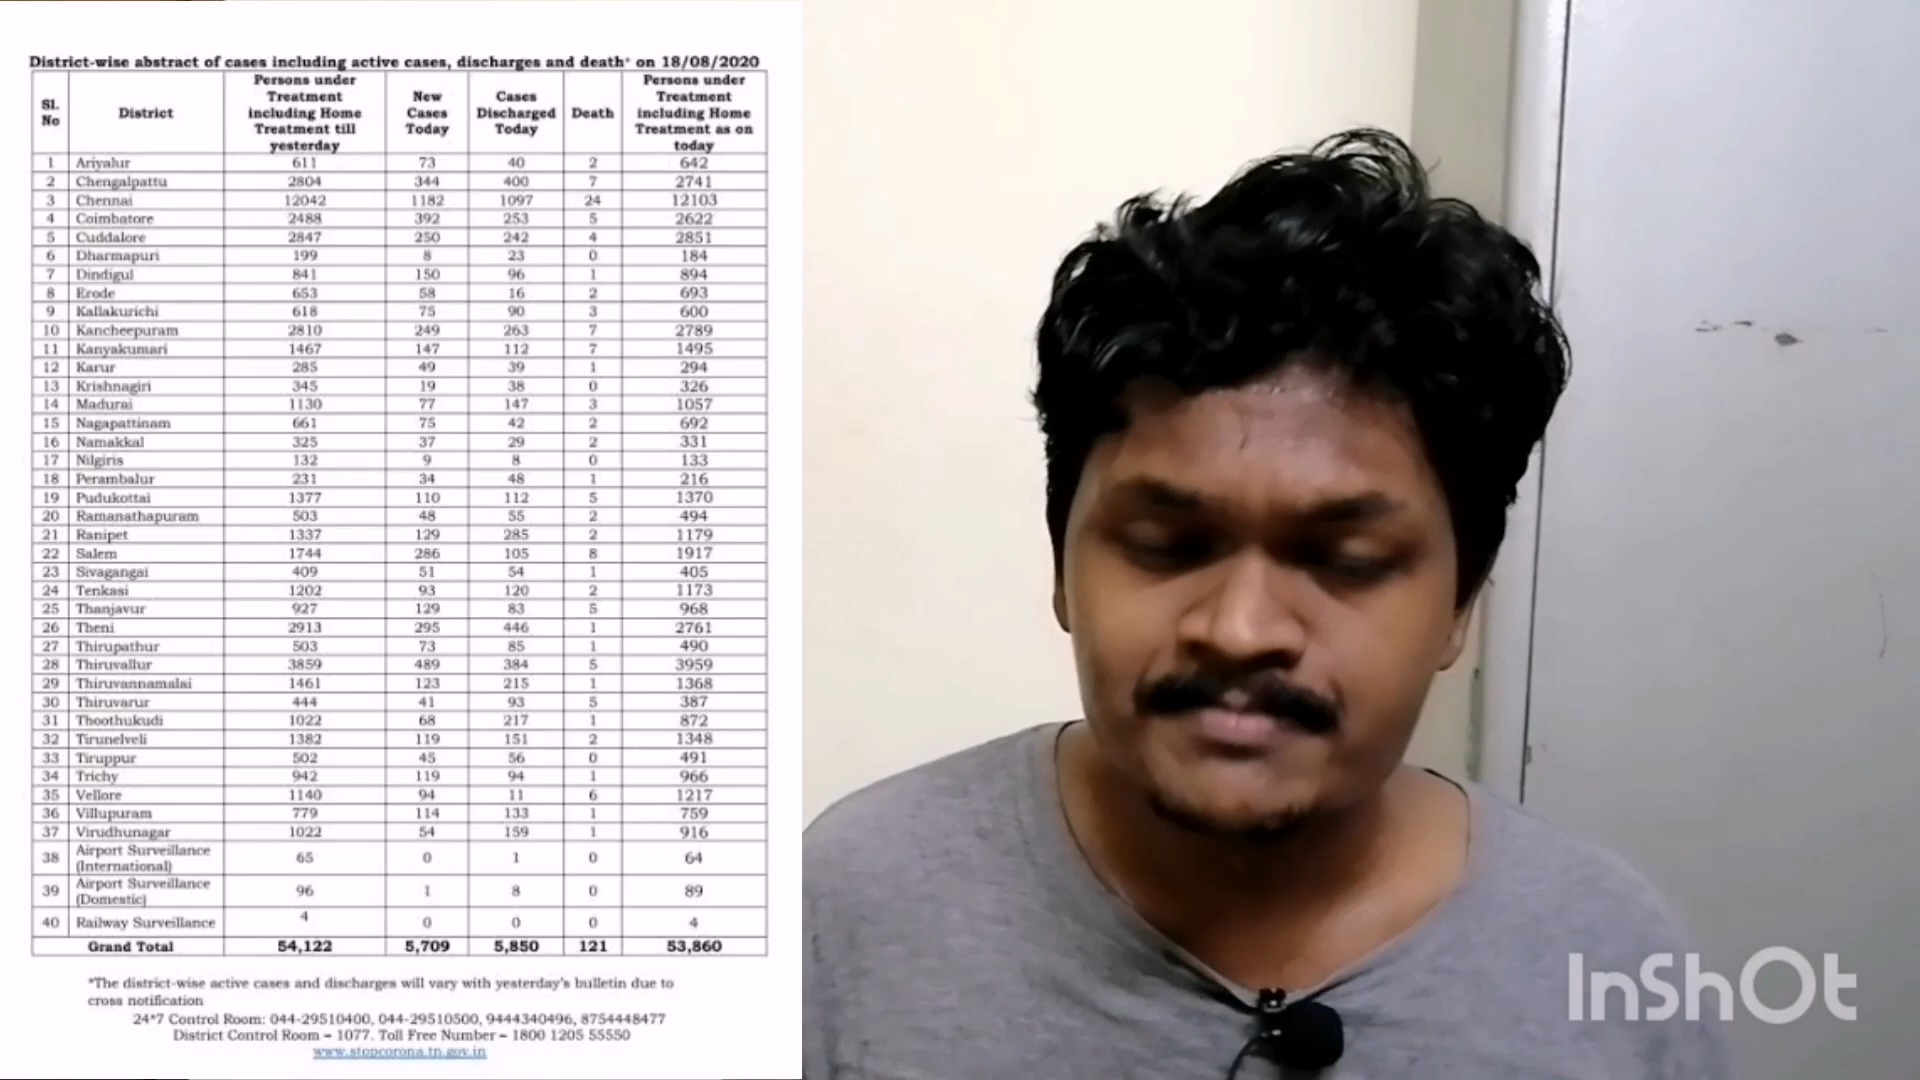 District-wise abstract of cases including active cases, discharges and death* on 18/08/2020
Sl. No District Persons under Treatment including Home Treatment till yesterday New Cases Today Cases Discharged Today Death Persons under Treatment including Home Treatment as on today
1 Ariyalur 611 73 40 2 642
2 Chengalpattu 2804 344 400 7 2741
3 Chennai 12042 1182 1097 24 12103
4 Coimbatore 2488 392 253 5 2622
5 Cuddalore 2847 250 242 4 2851
6 Dharmapuri 199 8 23 0 184
7 Dindigul 841 150 96 1 894
8 Erode 653 58 16 2 693
9 Kallakurichi 618 75 90 3 600
10 Kancheepuram 2810 249 263 7 2789
11 Kanyakumari 1467 147 112 7 1495
12 Karur 285 49 39 1 294
13 Krishnagiri 345 19 38 0 326
14 Madurai 1130 77 147 3 1057
15 Nagapattinam 661 75 42 2 692
16 Namakkal 325 37 29 2 331
17 Nilgiris 132 9 8 0 133
18 Perambalur 231 34 48 1 216
19 Pudukottai 1377 110 112 5 1370
20 Ramanathapuram 503 48 55 2 494
21 Ranipet 1337 129 285 2 1179
22 Salem 1744 286 105 8 1917
23 Sivagangai 409 51 54 1 405
24 Tenkasi 1202 93 120 2 1173
25 Thanjavur 927 129 83 5 968
26 Theni 2913 295 446 1 2761
27 Thirupathur 503 73 85 1 490
28 Thiruvallur 3859 489 384 5 3959
29 Thiruvannamalai 1461 123 215 1 1368
30 Thiruvarur 444 41 93 5 387
31 Thoothukudi 1022 68 217 1 872
32 Tirunelveli 1382 119 151 2 1348
33 Tiruppur 502 45 56 0 491
34 Trichy 942 119 94 1 966
35 Vellore 1140 94 11 6 1217
36 Villupuram 779 114 133 1 759
37 Virudhunagar 1022 54 159 1 916
38 Airport Surveillance (International) 65 0 1 0 64
39 Airport Surveillance (Domestic) 96 1 8 0 89
40 Railway Surveillance 4 0 0 0 4
Grand Total 54,122 5,709 5,850 121 53,860
*The district-wise active cases and discharges will vary with yesterday's bulletin due to
cross notification
24*7 Control Room: 044-29510400, 044-29510500, 9444340496, 8754448477
District Control Room – 1077. Toll Free Number – 1800 1205 55550
www.stopcorona.tn.gov.in
InShOt